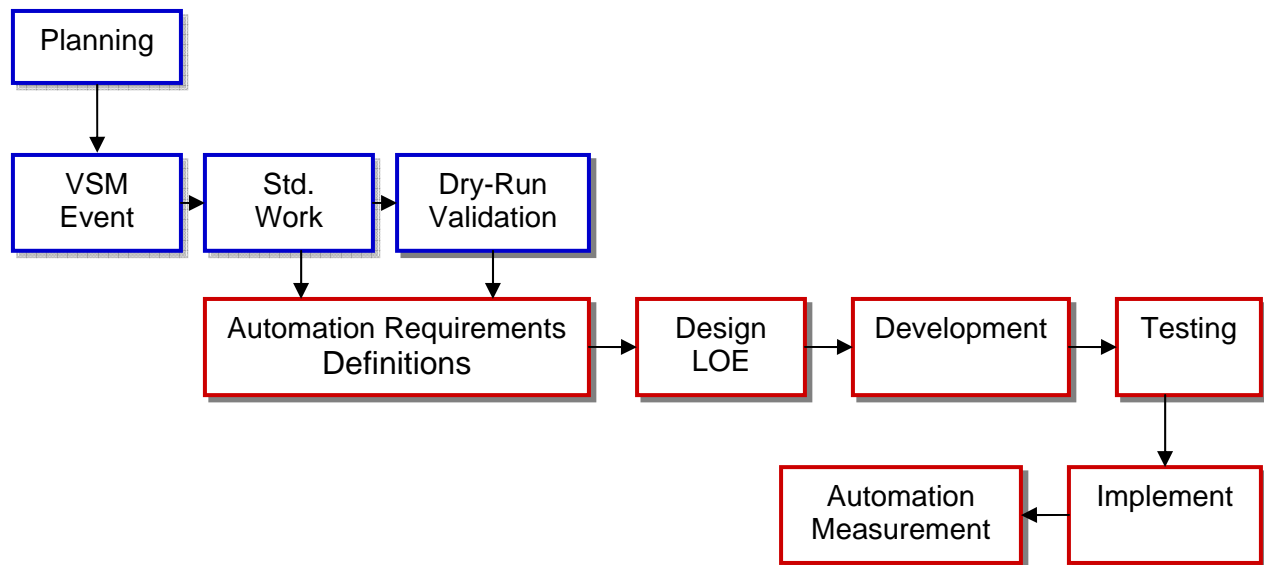 Planning
VSM
Event
Std.
Work
Dry-Run
Validation
Automation Requirements
Definitions
Design
LOE
Development
Testing
Automation
Measurement
Implement